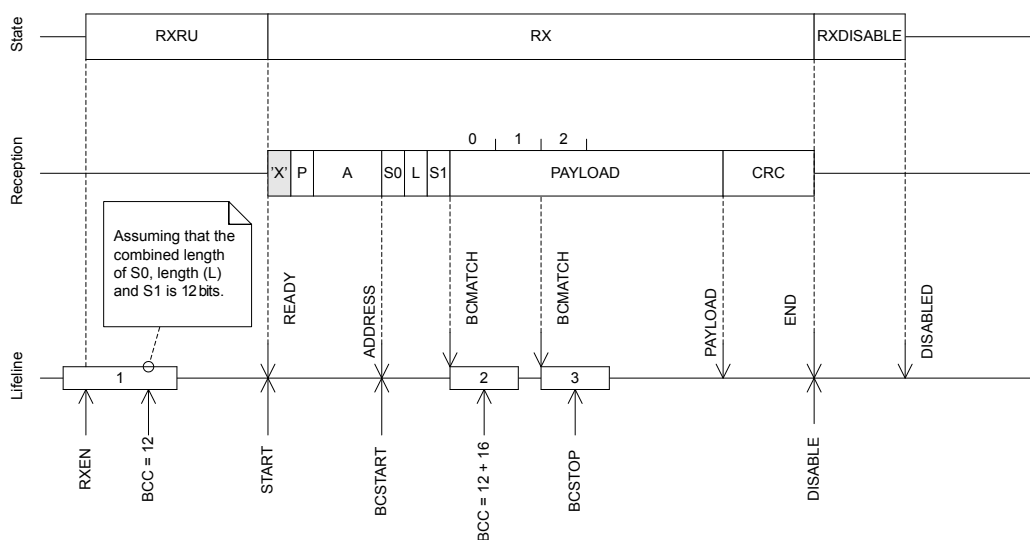 State
RXRU
RX
RXDISABLE
0
1
2
Reception
'X'
P
A
S0
L
S1
PAYLOAD
CRC
Assuming that the
combined length
of S0, length (L)
and S1 is 12 bits.
READY
ADDRESS
BCMATCH
BCMATCH
PAYLOAD
END
DISABLED
Lifeline
1
2
3
RXEN
BCC = 12
START
BCSTART
BCC = 12 + 16
BCSTOP
DISABLE